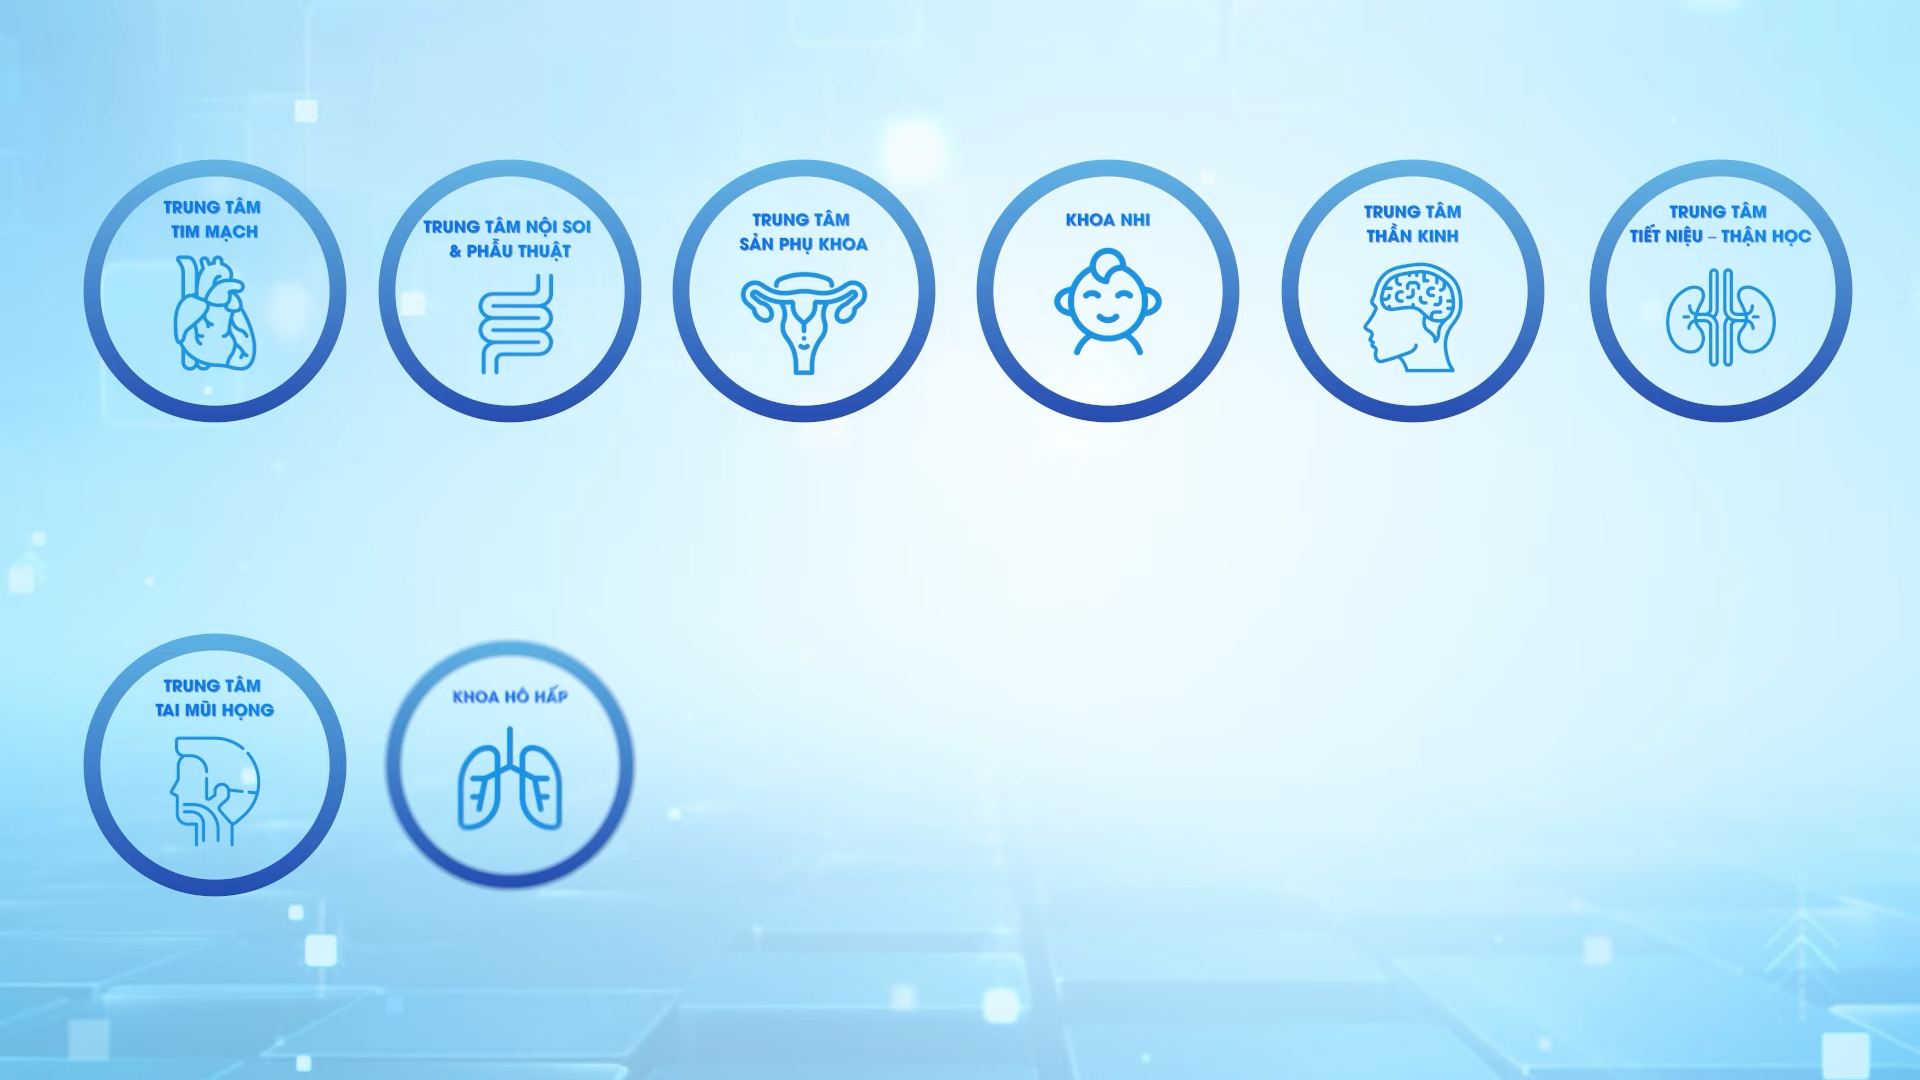 TRUNG TÂM
TIM MẠCH
TRUNG TÂM NỘI SOI
& PHẪU THUẬT
TRUNG TÂM
SẢN PHỤ KHOA
KHOA NHI
TRUNG TÂM
THẦN KINH
TRUNG TÂM
TIẾT NIỆU – THẬN HỌC
TRUNG TÂM
TAI MŨI HỌNG
KHOA HÔ HẤP